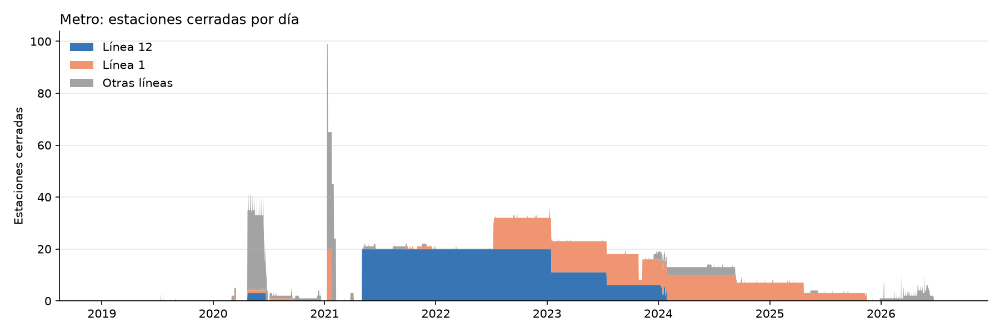 Metro: estaciones cerradas por día
Línea 12
Línea 1
Otras líneas
Estaciones cerradas
100
80
60
40
20
0
2019
2020
2021
2022
2023
2024
2025
2026